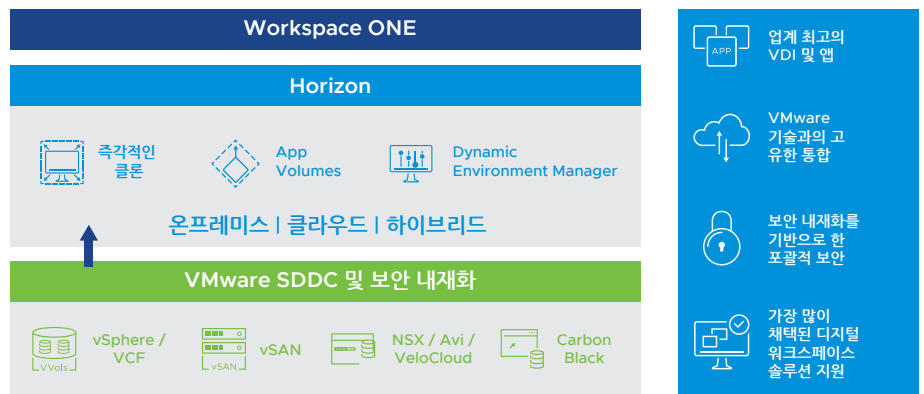 Workspace ONE
Horizon
즉각적인
클론
App
Volumes
Dynamic
Environment Manager
온프레미스 | 클라우드 | 하이브리드
VMware SDDC 및 보안 내재화
VVols
vSphere /
VCF
vSAN
vSAN
NSX / Avi /
VeloCloud
Carbon
Black
APP
업계 최고의
VDI 및 앱
VMware
기술과의 고
유한 통합
보안 내재화를
기반으로 한
포괄적 보안
가장 많이
채택된 디지털
워크스페이스
솔루션 지원